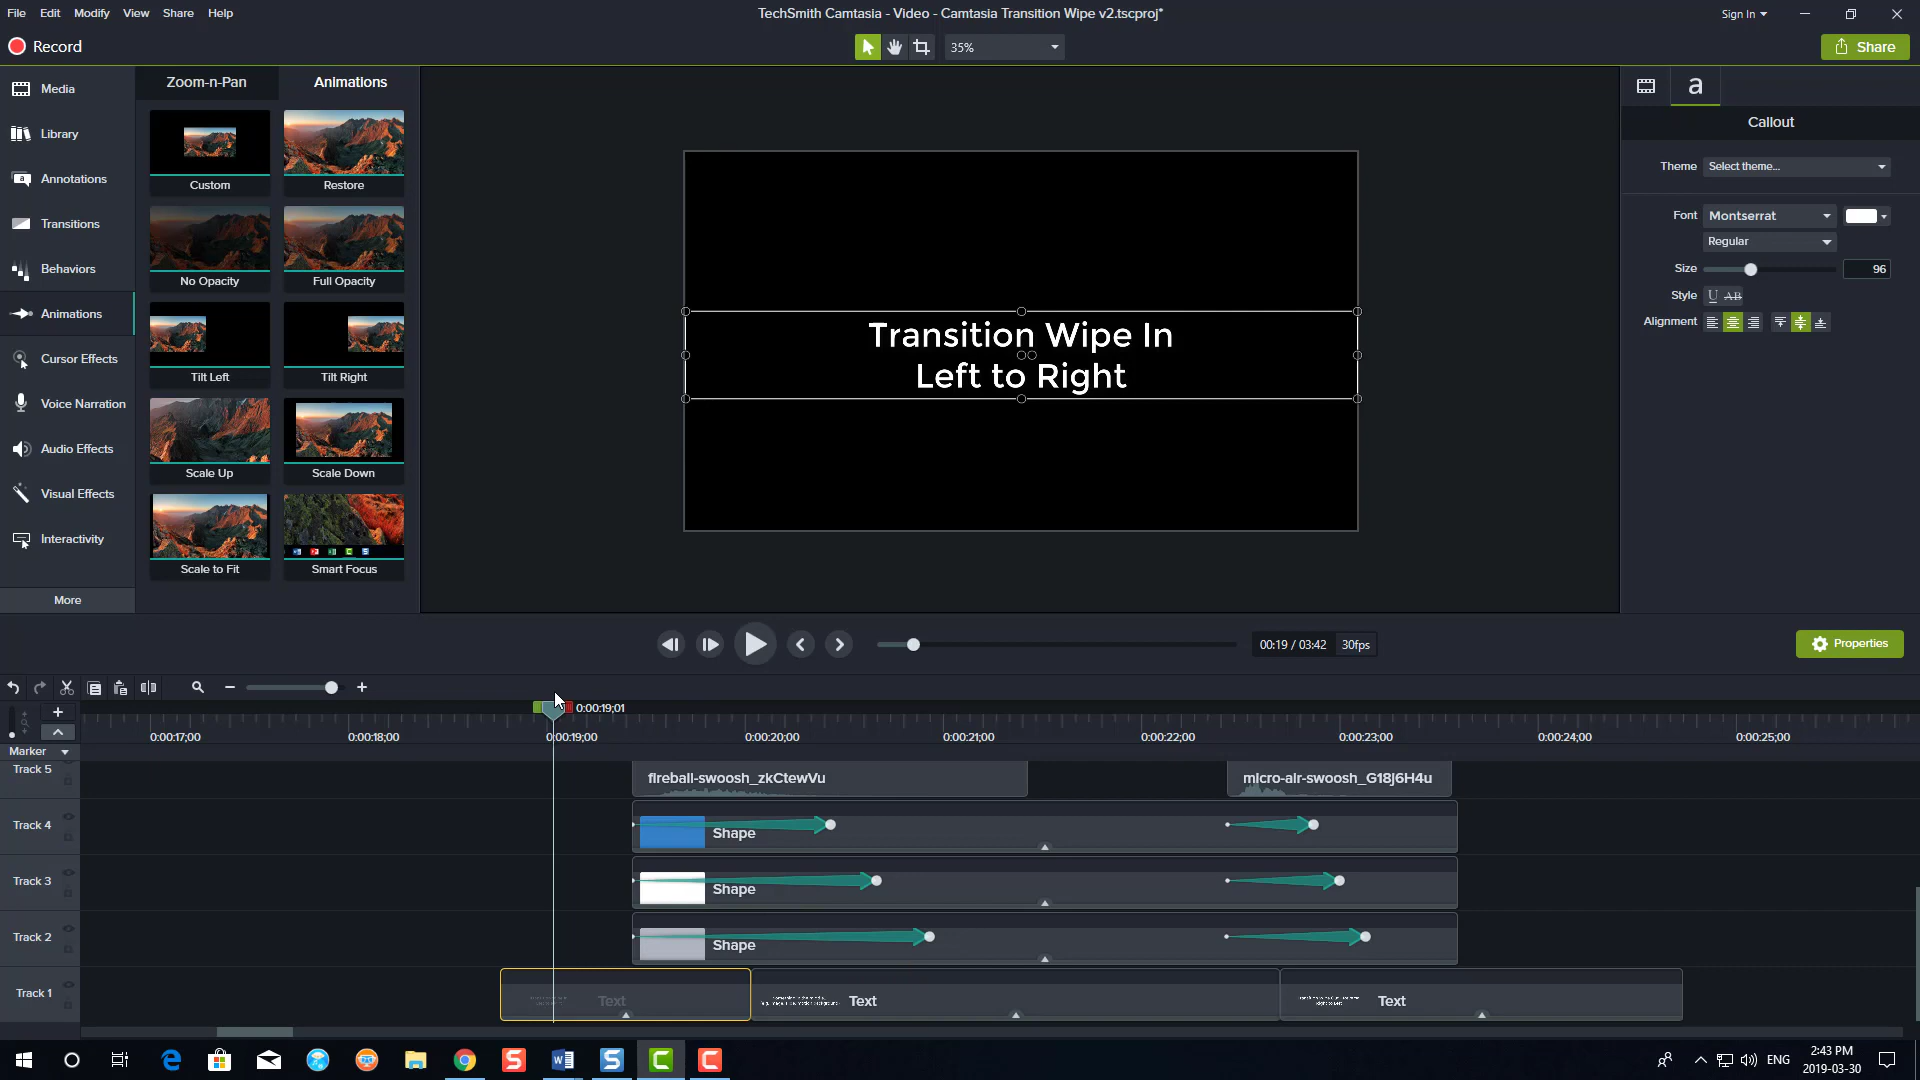 File Edit Modify View Share Help
TechSmith Camtasia - Video - Camtasia Transition Wipe v2.tscproj*
Sign In
Record
35%
Share
Media
Library
Annotations
Transitions
Behaviors
Animations
Cursor Effects
Voice Narration
Audio Effects
Visual Effects
Interactivity
More
Zoom-n-Pan Animations
Custom Restore
No Opacity Full Opacity
Tilt Left Tilt Right
Scale Up Scale Down
Scale to Fit Smart Focus
Transition Wipe In
Left to Right
a
Callout
Theme Select theme...
Font Montserrat
Regular
Size 96
Style U AB
Alignment
00:19 / 03:42 30fps
Properties
0:00:19;01
0:00:17;00 0:00:18;00 0:00:19;00 0:00:20;00 0:00:21;00 0:00:22;00 0:00:23;00 0:00:24;00 0:00:25;00
Marker
Track 5 fireball-swoosh_zkCtewVu micro-air-swoosh_G18j6H4u
Track 4 Shape
Track 3 Shape
Track 2 Shape
Track 1 Text Text Text
ENG
2:43 PM
2019-03-30